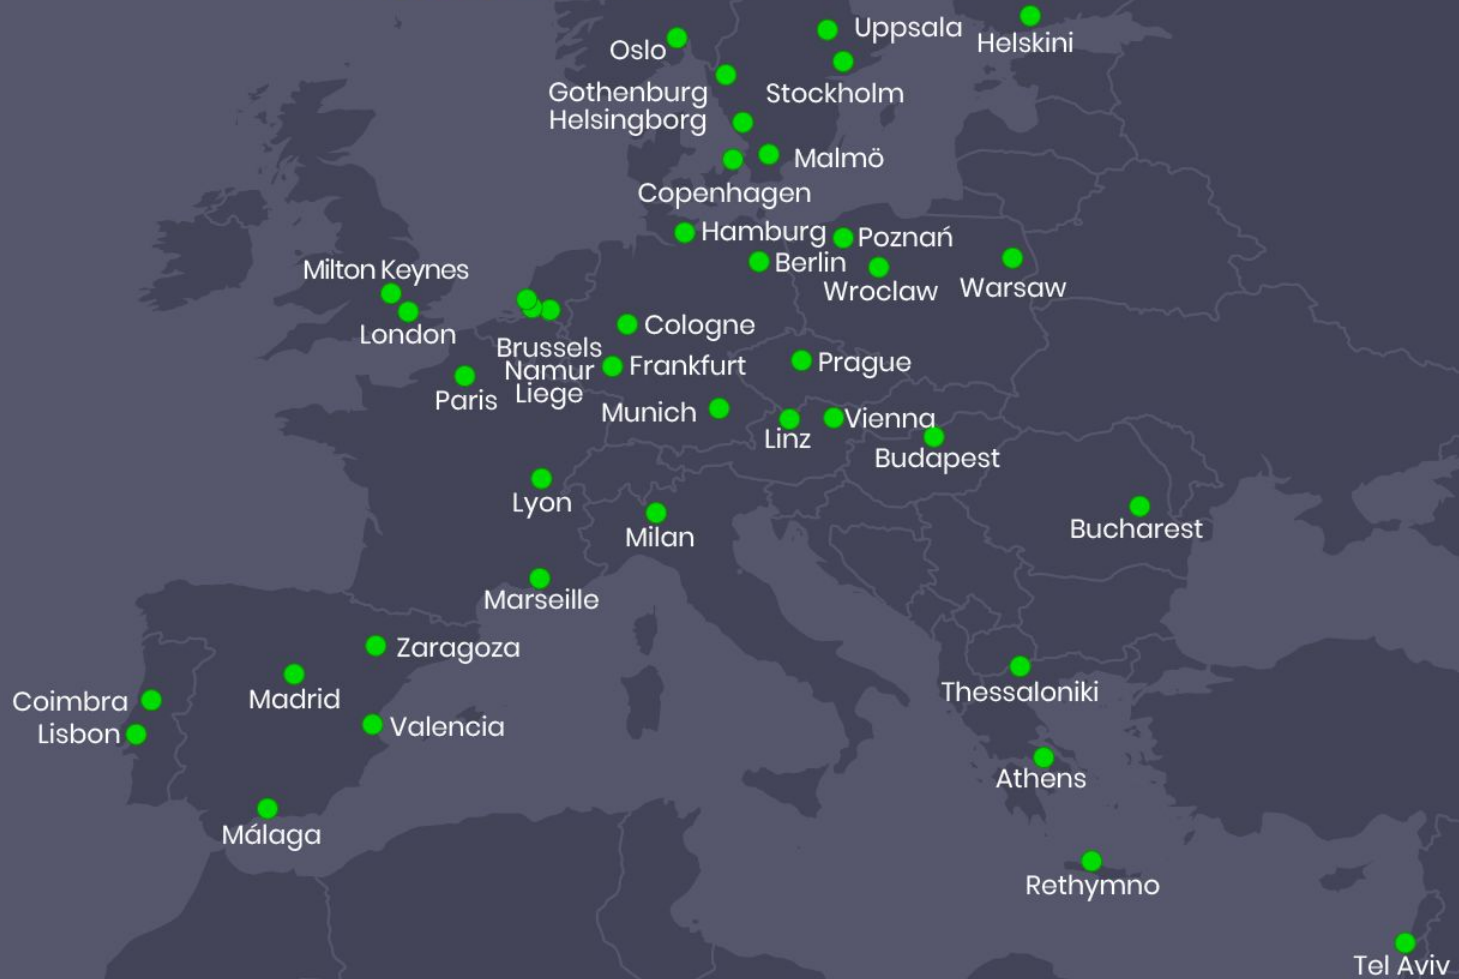 Uppsala
Oslo
Helskini
Gothenburg
Stockholm
Helsingborg
Malmö
Copenhagen
Hamburg
Poznań
Berlin
Milton Keynes
Wroclaw
Warsaw
Cologne
London
Brussels
Prague
Frankfurt
Namur
Liege
Paris
Munich
Vienna
Linz
Budapest
Lyon
Bucharest
Milan
Marseille
Zaragoza
Thessaloniki
Madrid
Coimbra
Valencia
Lisbon
Athens
Málaga
Rethymno
Tel Aviv